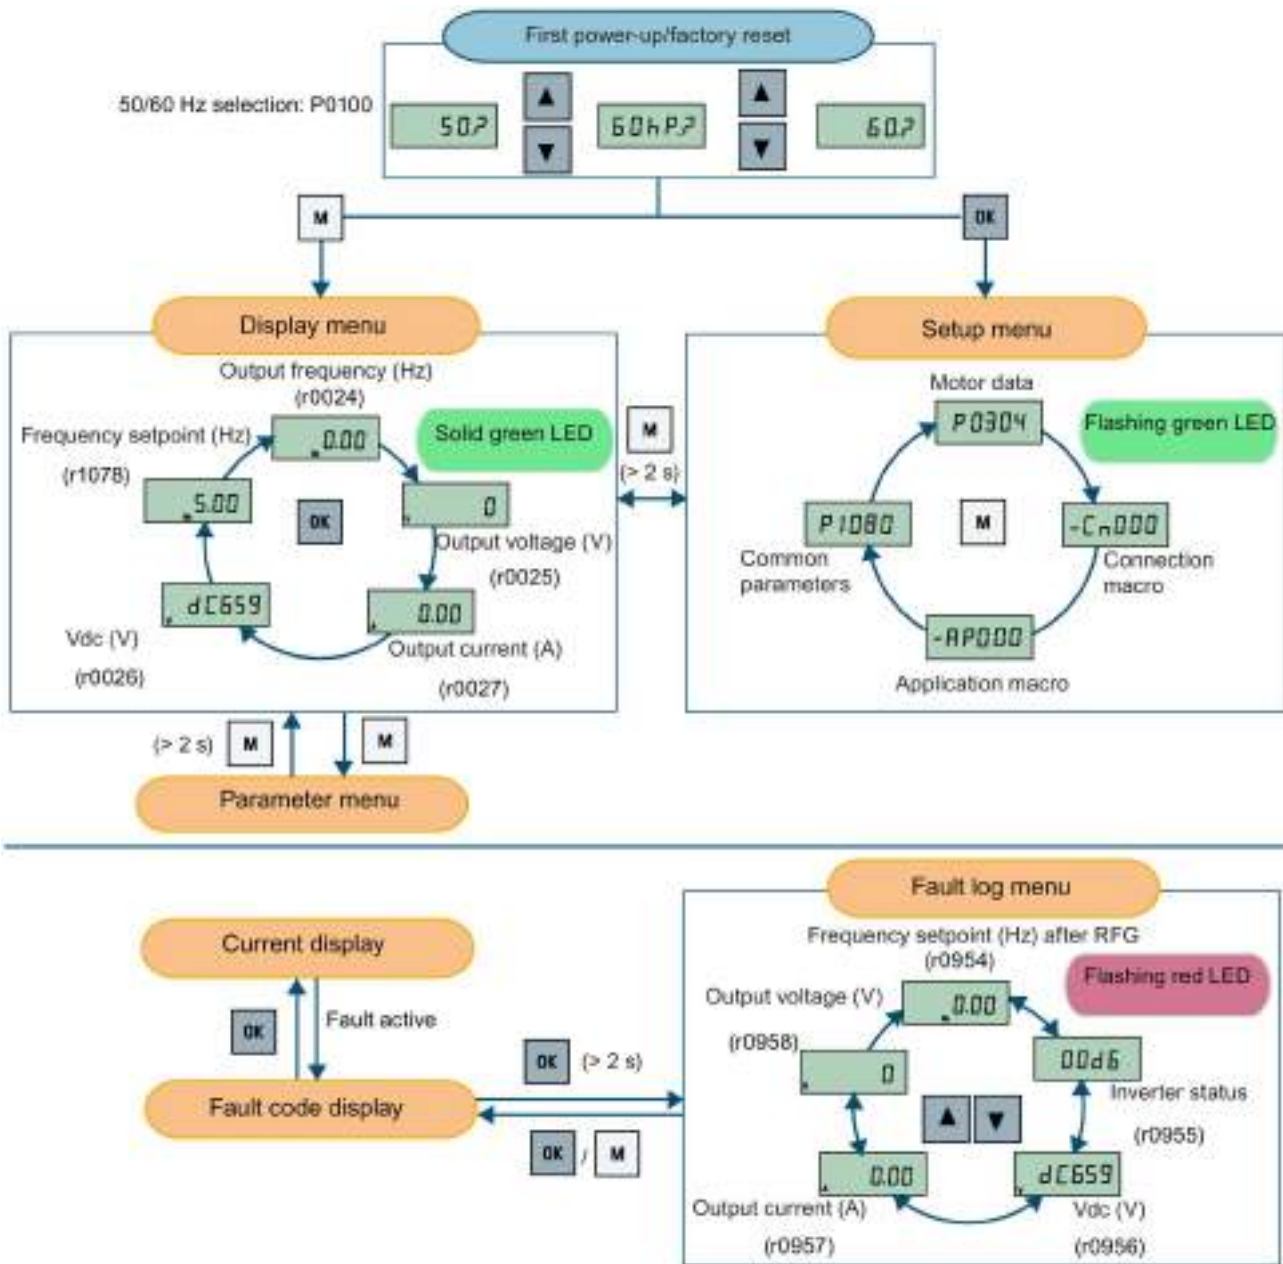 First power-up/factory reset
50/60 Hz selection: P0100
50.?
60hP.?
60.?
M
OK
Display menu
Output frequency (Hz)
(r0024)
0.00
Solid green LED
Frequency setpoint (Hz)
(r1078)
5.00
OK
0
Output voltage (V)
(r0025)
dC659
Vdc (V)
(r0026)
0.00
Output current (A)
(r0027)
M
(> 2 s)
Setup menu
Motor data
P0304
Flashing green LED
P1080
Common
parameters
M
-Cn000
Connection
macro
-AP000
Application macro
(> 2 s)
M
M
Parameter menu
Current display
OK
Fault active
Fault code display
OK
(> 2 s)
OK
/
M
Fault log menu
Frequency setpoint (Hz) after RFG
(r0954)
0.00
Flashing red LED
Output voltage (V)
(r0958)
0
00d6
Inverter status
(r0955)
0.00
Output current (A)
(r0957)
dC659
Vdc (V)
(r0956)